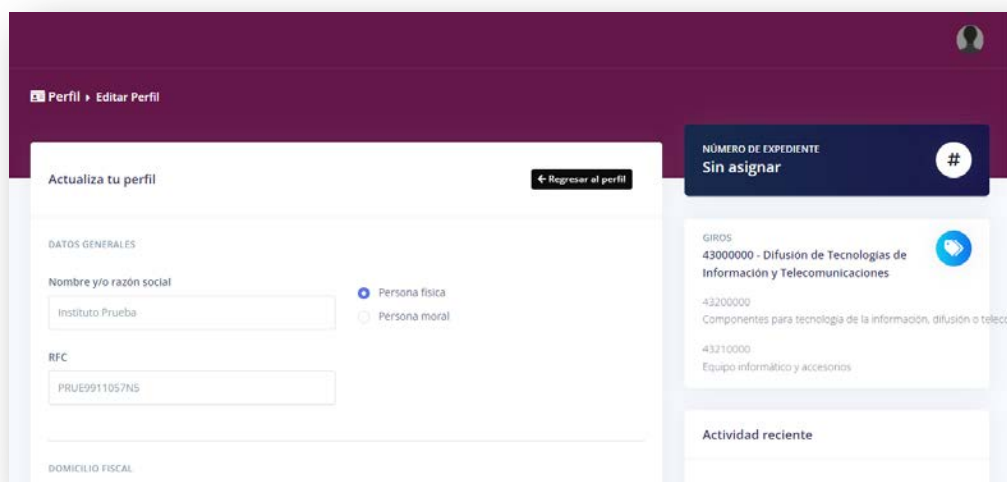 Perfil › Editar Perfil
Actualiza tu perfil
← Regresar al perfil
DATOS GENERALES
Nombre y/o razón social
Instituto Prueba
Persona física
Persona moral
RFC
PRUE9911057N5
DOMICILIO FISCAL
NÚMERO DE EXPEDIENTE
Sin asignar
#
GIROS
43000000 - Difusión de Tecnologías de
Información y Telecomunicaciones
43200000
Componentes para tecnología de la información, difusión o telecc
43210000
Equipo informático y accesorios
Actividad reciente